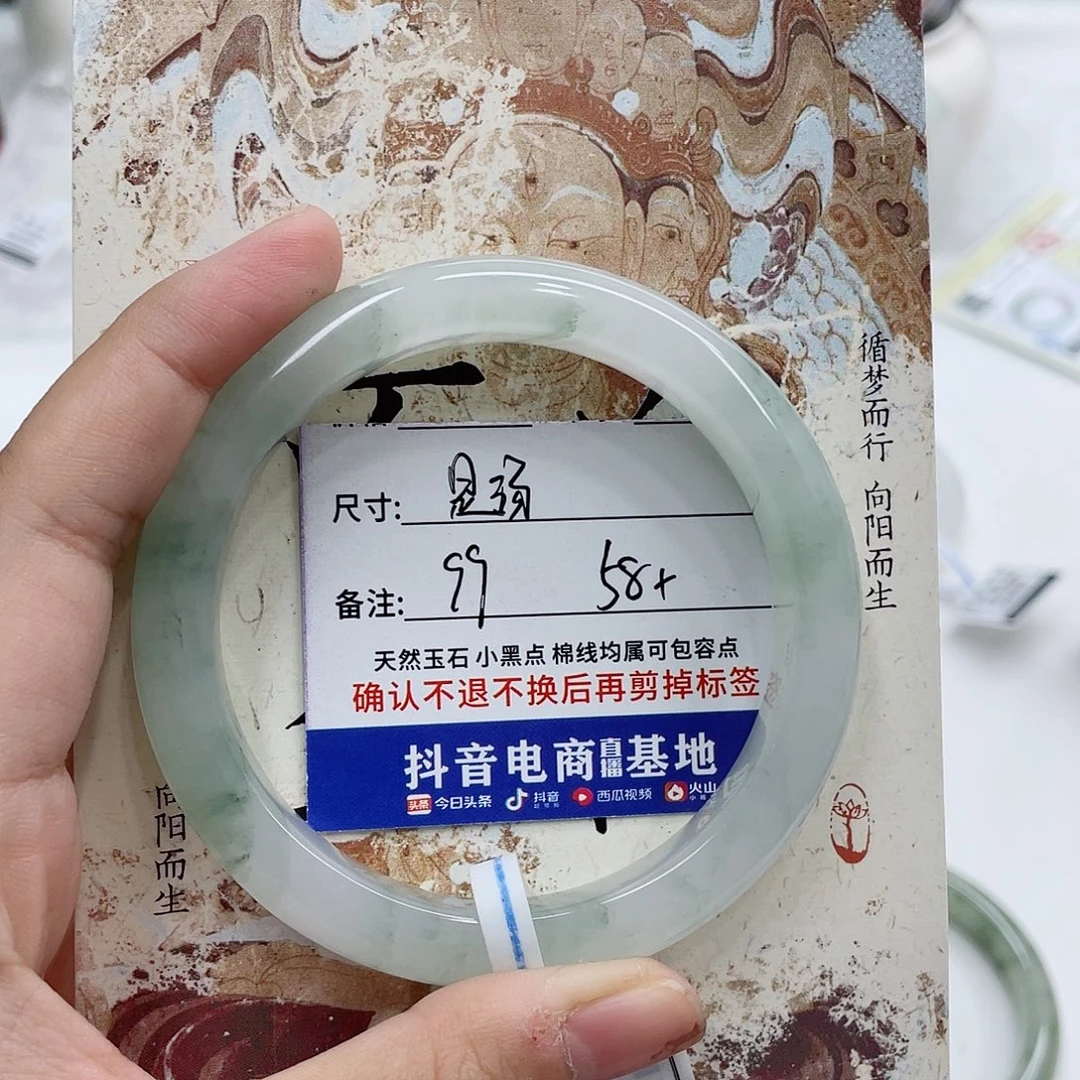 循梦而行 向阳而生
尺寸:
备注: 99 58+
天然玉石 小黑点 棉线均属可包容点
确认不退不换后再剪掉标签
抖音电商直播基地
头条 今日头条 抖音 西瓜视频 火山
向阳而生